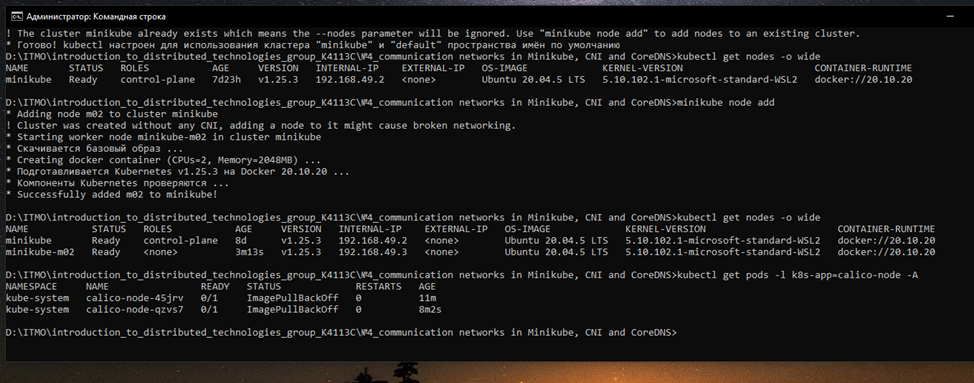 Администратор: Командная строка
! The cluster minikube already exists which means the --nodes parameter will be ignored. Use "minikube node add" to add nodes to an existing cluster.
* Готово! kubectl настроен для использования кластера "minikube" и "default" пространства имён по умолчанию
D:\ITMO\introduction_to_distributed_technologies_group_K4113C\№4_communication networks in Minikube, CNI and CoreDNS>kubectl get nodes -o wide
NAME STATUS ROLES AGE VERSION INTERNAL-IP EXTERNAL-IP OS-IMAGE KERNEL-VERSION CONTAINER-RUNTIME
minikube Ready control-plane 7d23h v1.25.3 192.168.49.2 <none> Ubuntu 20.04.5 LTS 5.10.102.1-microsoft-standard-WSL2 docker://20.10.20
D:\ITMO\introduction_to_distributed_technologies_group_K4113C\№4_communication networks in Minikube, CNI and CoreDNS>minikube node add
* Adding node m02 to cluster minikube
! Cluster was created without any CNI, adding a node to it might cause broken networking.
* Starting worker node minikube-m02 in cluster minikube
* Скачивается базовый образ ...
* Creating docker container (CPUs=2, Memory=2048MB) ...
* Подготавливается Kubernetes v1.25.3 на Docker 20.10.20 ...
* Компоненты Kubernetes проверяются ...
* Successfully added m02 to minikube!
D:\ITMO\introduction_to_distributed_technologies_group_K4113C\№4_communication networks in Minikube, CNI and CoreDNS>kubectl get nodes -o wide
NAME STATUS ROLES AGE VERSION INTERNAL-IP EXTERNAL-IP OS-IMAGE KERNEL-VERSION CONTAINER-RUNTIME
minikube Ready control-plane 8d v1.25.3 192.168.49.2 <none> Ubuntu 20.04.5 LTS 5.10.102.1-microsoft-standard-WSL2 docker://20.10.20
minikube-m02 Ready <none> 3m13s v1.25.3 192.168.49.3 <none> Ubuntu 20.04.5 LTS 5.10.102.1-microsoft-standard-WSL2 docker://20.10.20
D:\ITMO\introduction_to_distributed_technologies_group_K4113C\№4_communication networks in Minikube, CNI and CoreDNS>kubectl get pods -l k8s-app=calico-node -A
NAMESPACE NAME READY STATUS RESTARTS AGE
kube-system calico-node-45jrv 0/1 ImagePullBackOff 0 11m
kube-system calico-node-qzvs7 0/1 ImagePullBackOff 0 8m2s
D:\ITMO\introduction_to_distributed_technologies_group_K4113C\№4_communication networks in Minikube, CNI and CoreDNS>